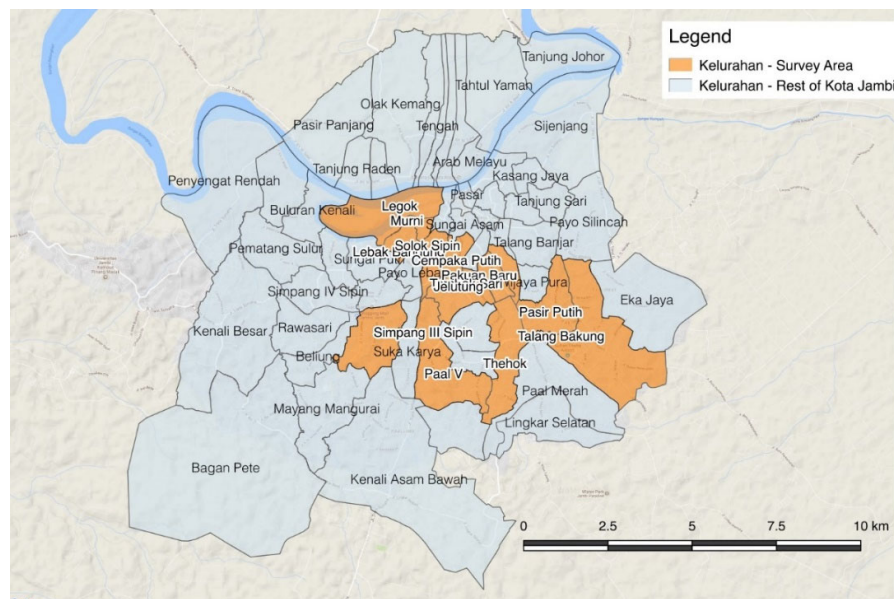 Legend
Kelurahan - Survey Area
Kelurahan - Rest of Kota Jambi
Tanjung Johor
Tahtul Yaman
Olak Kemang
Pasir Panjang
Tengah
Sijenjang
Tanjung Raden
Arab Melayu
Kasang Jaya
Penyengat Rendah
Buluran Kenali
Legok
Murni
Pasar
Tanjung Sari
Sungai Asam
Payo Silincah
Pematang Sulur
Solok Sipin
Talang Banjar
Lebak Bandung
Cempaka Putih
Pakuan Baru
Jelutung
Simpang IV Sipin
Eka Jaya
Kenali Besar
Rawasari
Simpang III Sipin
Pasir Putih
Talang Bakung
Beliung
Suka Karya
Paal V
Thehok
Paal Merah
Mayang Mangurai
Lingkar Selatan
Bagan Pete
Kenali Asam Bawah
0 2.5 5 7.5 10 km